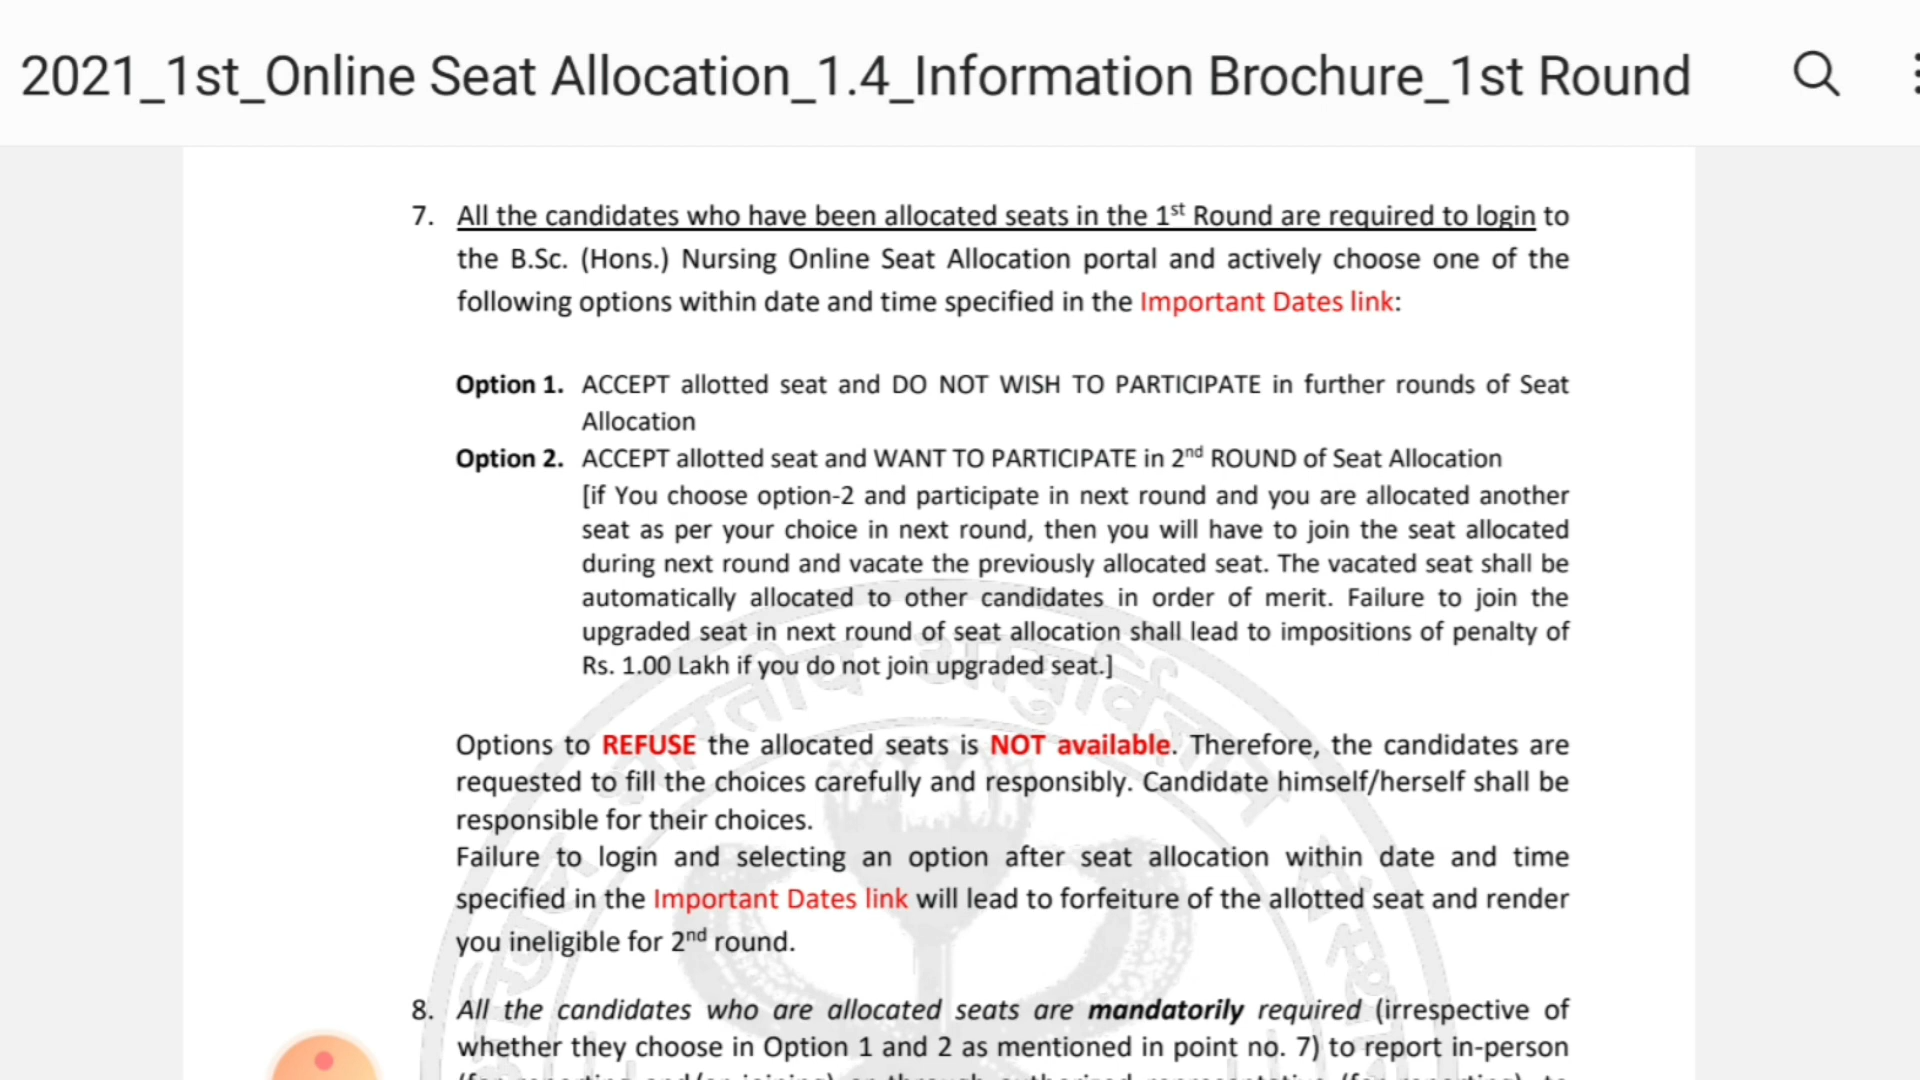 2021_1st_Online Seat Allocation_1.4_Information Brochure_1st Round
7. All the candidates who have been allocated seats in the 1st Round are required to login to
the B.Sc. (Hons.) Nursing Online Seat Allocation portal and actively choose one of the
following options within date and time specified in the Important Dates link:
Option 1. ACCEPT allotted seat and DO NOT WISH TO PARTICIPATE in further rounds of Seat
Allocation
Option 2. ACCEPT allotted seat and WANT TO PARTICIPATE in 2nd ROUND of Seat Allocation
[if You choose option-2 and participate in next round and you are allocated another
seat as per your choice in next round, then you will have to join the seat allocated
during next round and vacate the previously allocated seat. The vacated seat shall be
automatically allocated to other candidates in order of merit. Failure to join the
upgraded seat in next round of seat allocation shall lead to impositions of penalty of
Rs. 1.00 Lakh if you do not join upgraded seat.]
Options to REFUSE the allocated seats is NOT available. Therefore, the candidates are
requested to fill the choices carefully and responsibly. Candidate himself/herself shall be
responsible for their choices.
Failure to login and selecting an option after seat allocation within date and time
specified in the Important Dates link will lead to forfeiture of the allotted seat and render
you ineligible for 2nd round.
8. All the candidates who are allocated seats are mandatorily required (irrespective of
whether they choose in Option 1 and 2 as mentioned in point no. 7) to report in-person